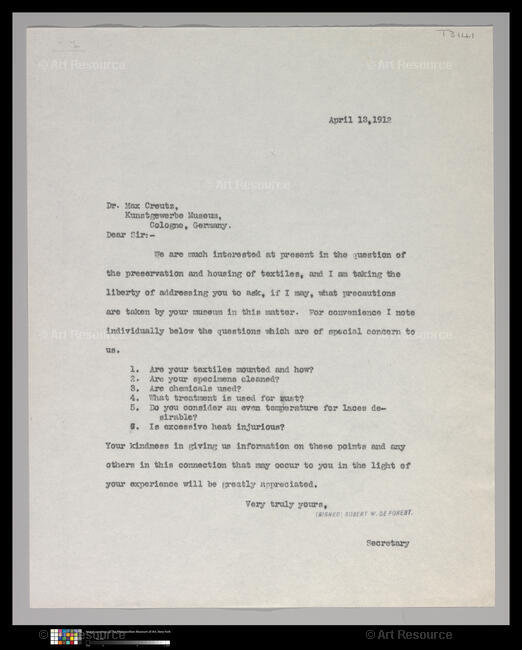 T3141
© Art Resource
© Art Resource
April 13,1912
© Art Resource
Dr. Max Creutz,
Kunstgewerbe Museum,
Cologne, Germany.
Dear Sir:-
We are much interested at present in the question of
the preservation and housing of textiles, and I am taking the
liberty of addressing you to ask, if I may, what precautions
are taken by your museum in this matter. For convenience I note
individually below the questions which are of special concern to
us.
© Art Resource
© Art Resource
1. Are your textiles mounted and how?
2. Are your specimens cleaned?
3. Are chemicals used?
4. What treatment is used for must?
5. Do you consider an even temperature for laces de-
sirable?
6. Is excessive heat injurious?
Your kindness in giving us information on these points and any
others in this connection that may occur to you in the light of
your experience will be greatly appreciated.
Very truly yours,
(SIGNED) ROBERT W. DE FOREST.
Secretary
© Art Resource
© Art Resource